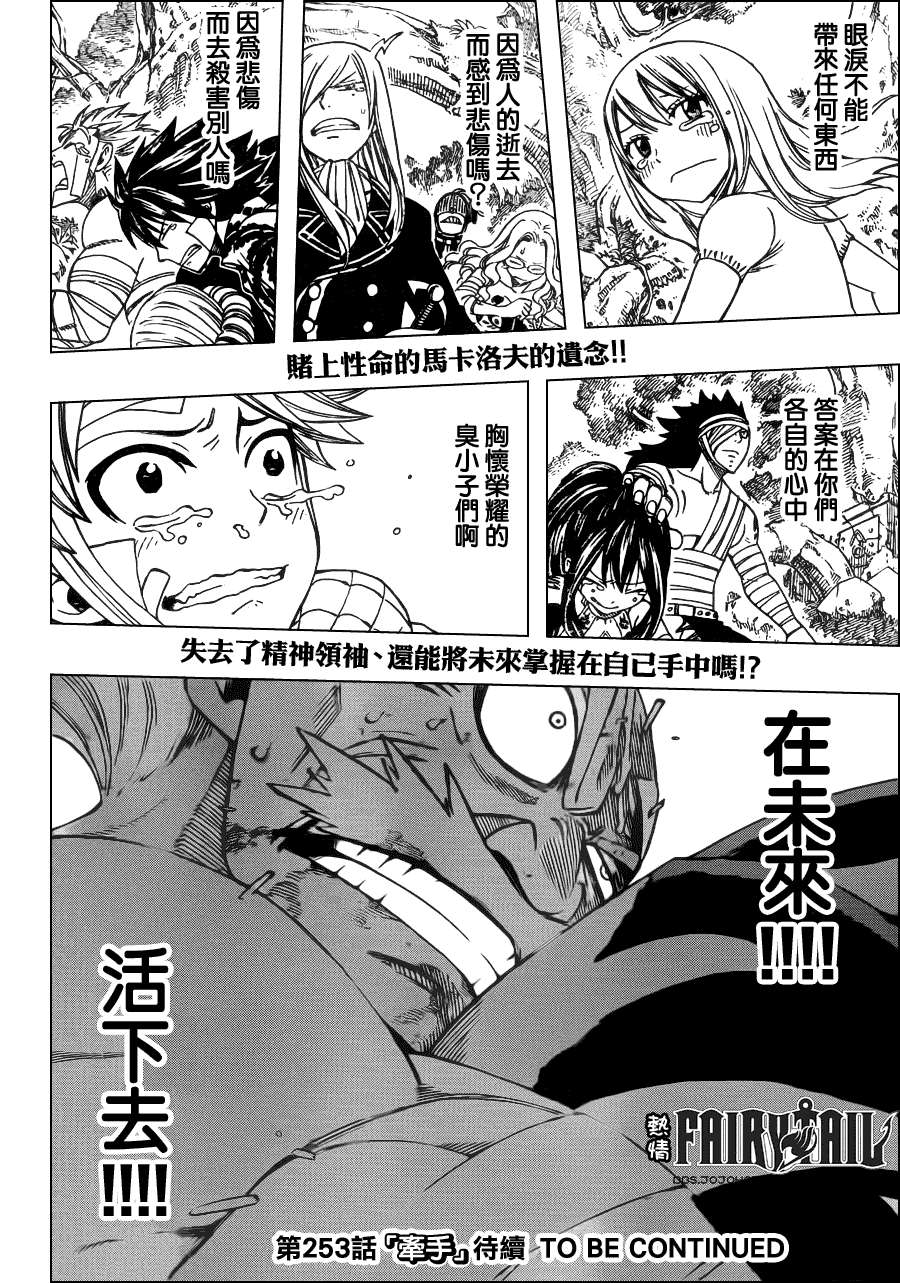 眼淚不能
帶來任何東西
因爲人的逝去
而感到悲傷嗎?
因爲悲傷
而去殺害別人嗎
賭上性命的馬卡洛夫的遺念!!
答案在你們
各自的心中
胸懷榮耀的
臭小子們啊
失去了精神領袖、還能將未來掌握在自己手中嗎!?
在未來!!!!
活下去!!!!
熱情
FAIRY TAIL
第253話『牽手』待續 TO BE CONTINUED